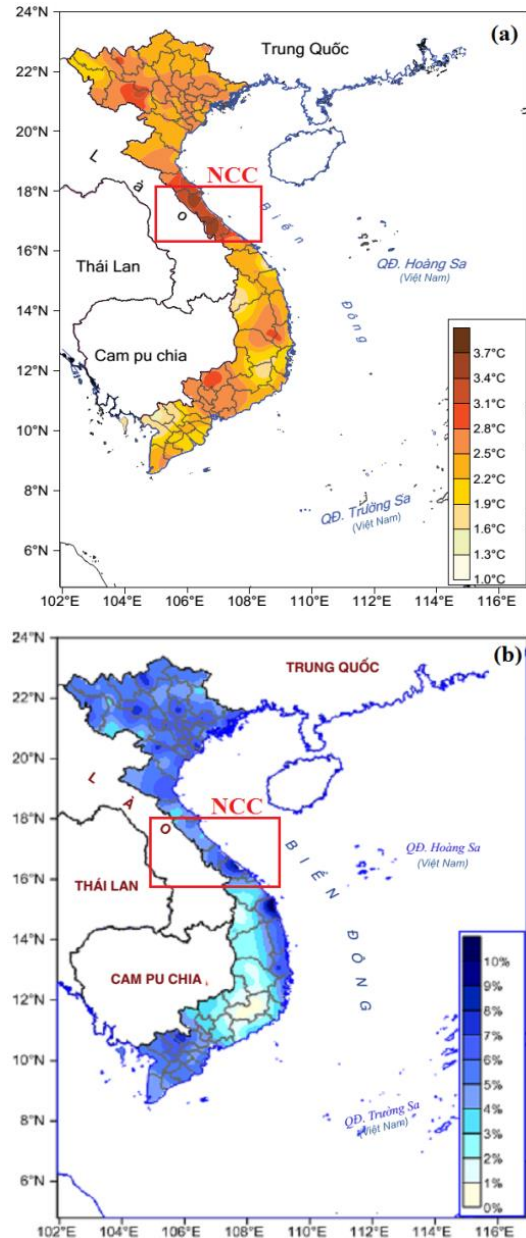 (a)
24°N
22°N
20°N
18°N
16°N
14°N
12°N
10°N
8°N
6°N
Trung Quốc
L a o
NCC
Biển Đông
Thái Lan
QĐ. Hoàng Sa
(Việt Nam)
Cam pu chia
QĐ. Trường Sa
(Việt Nam)
3.7°C
3.4°C
3.1°C
2.8°C
2.5°C
2.2°C
1.9°C
1.6°C
1.3°C
1.0°C
102°E 104°E 106°E 108°E 110°E 112°E 114°E 116°E
(b)
24°N
22°N
20°N
18°N
16°N
14°N
12°N
10°N
8°N
6°N
TRUNG QUỐC
L À O
NCC
BIỂN ĐÔNG
THÁI LAN
QĐ. Hoàng Sa
(Việt Nam)
CAM PU CHIA
QĐ. Trường Sa
(Việt Nam)
10%
9%
8%
7%
6%
5%
4%
3%
2%
1%
0%
102°E 104°E 106°E 108°E 110°E 112°E 114°E 116°E